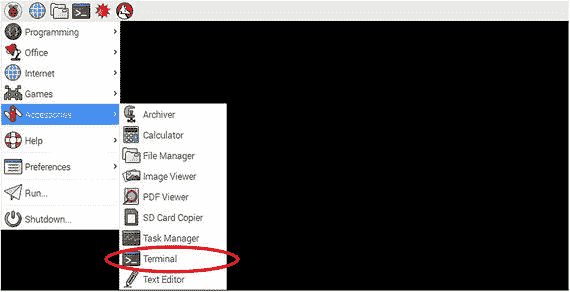 Programming
Office
Internet
Games
Accessories
Help
Preferences
Run...
Shutdown...
Archiver
Calculator
File Manager
Image Viewer
PDF Viewer
SD Card Copier
Task Manager
Terminal
Text Editor